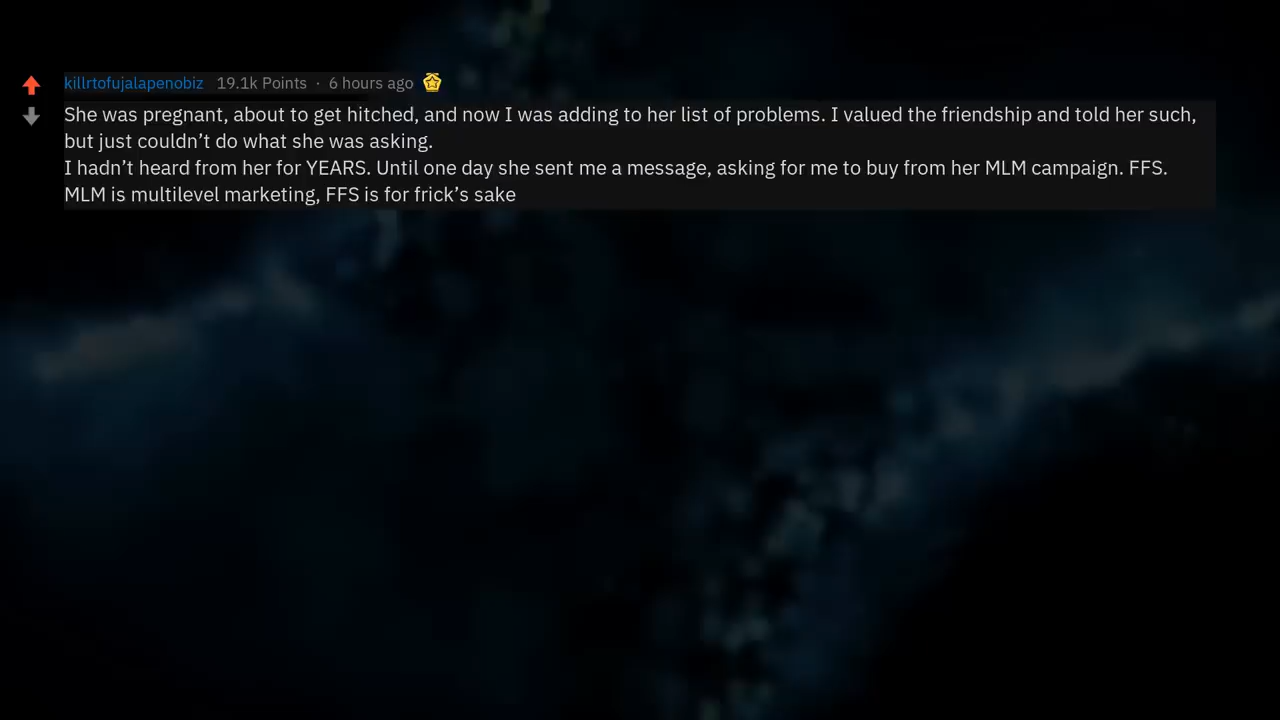 killrtofujalapenobiz 19.1k Points · 6 hours ago
She was pregnant, about to get hitched, and now I was adding to her list of problems. I valued the friendship and told her such,
but just couldn’t do what she was asking.
I hadn’t heard from her for YEARS. Until one day she sent me a message, asking for me to buy from her MLM campaign. FFS.
MLM is multilevel marketing, FFS is for frick’s sake